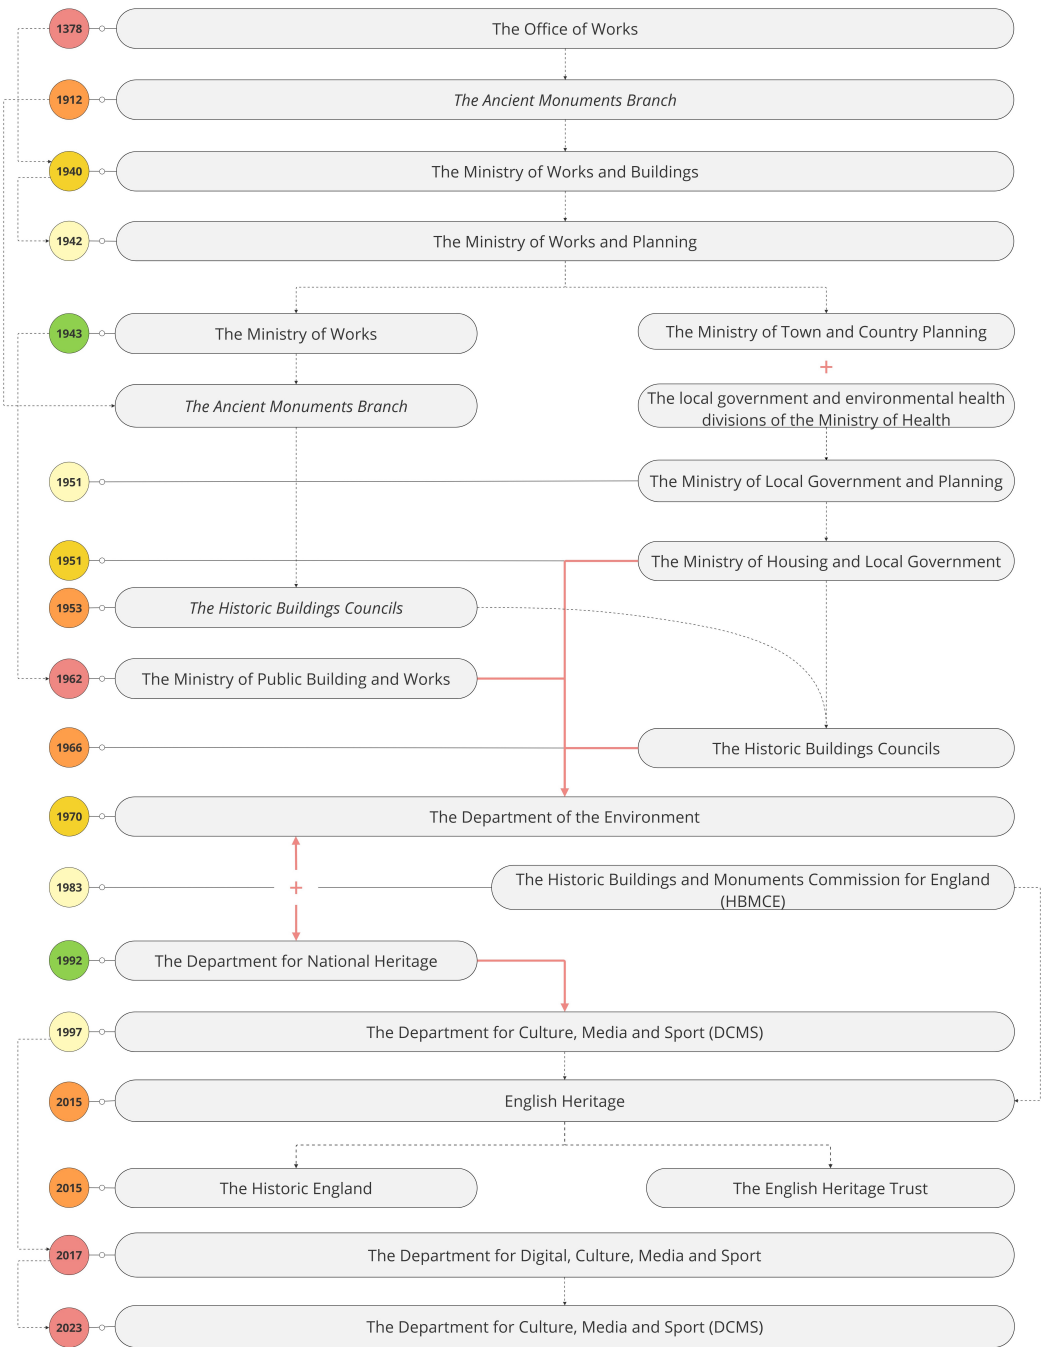 1378
The Office of Works
1912
The Ancient Monuments Branch
1940
The Ministry of Works and Buildings
1942
The Ministry of Works and Planning
1943
The Ministry of Works
The Ministry of Town and Country Planning
+
The Ancient Monuments Branch
The local government and environmental health
divisions of the Ministry of Health
1951
The Ministry of Local Government and Planning
1951
The Ministry of Housing and Local Government
1953
The Historic Buildings Councils
1962
The Ministry of Public Building and Works
1966
The Historic Buildings Councils
1970
The Department of the Environment
1983
+
The Historic Buildings and Monuments Commission for England
(HBMCE)
1992
The Department for National Heritage
1997
The Department for Culture, Media and Sport (DCMS)
2015
English Heritage
2015
The Historic England
The English Heritage Trust
2017
The Department for Digital, Culture, Media and Sport
2023
The Department for Culture, Media and Sport (DCMS)